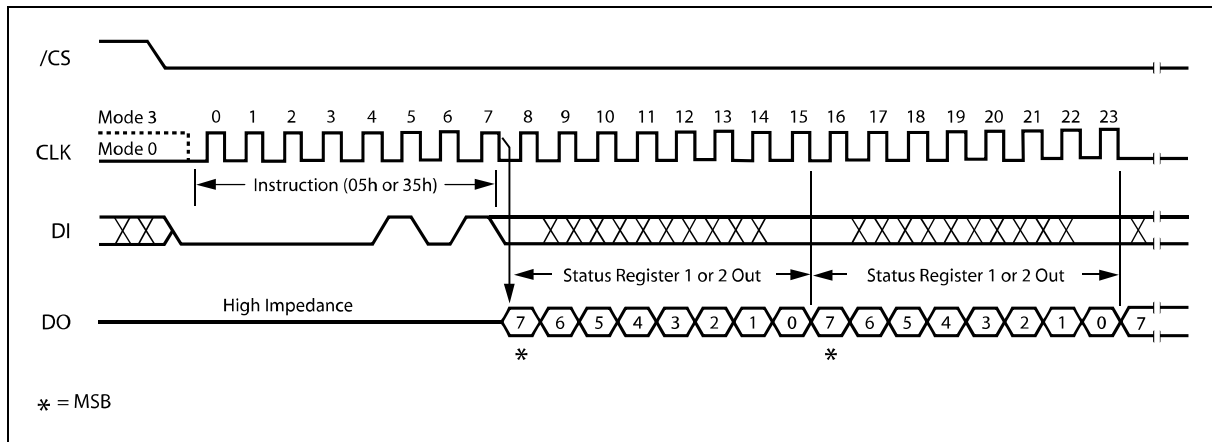 /CS
Mode 3
0 1 2 3 4 5 6 7 8 9 10 11 12 13 14 15 16 17 18 19 20 21 22 23
CLK
Mode 0
Instruction (05h or 35h)
DI
Status Register 1 or 2 Out
Status Register 1 or 2 Out
High Impedance
DO
7 6 5 4 3 2 1 0 7 6 5 4 3 2 1 0 7
* *
* = MSB